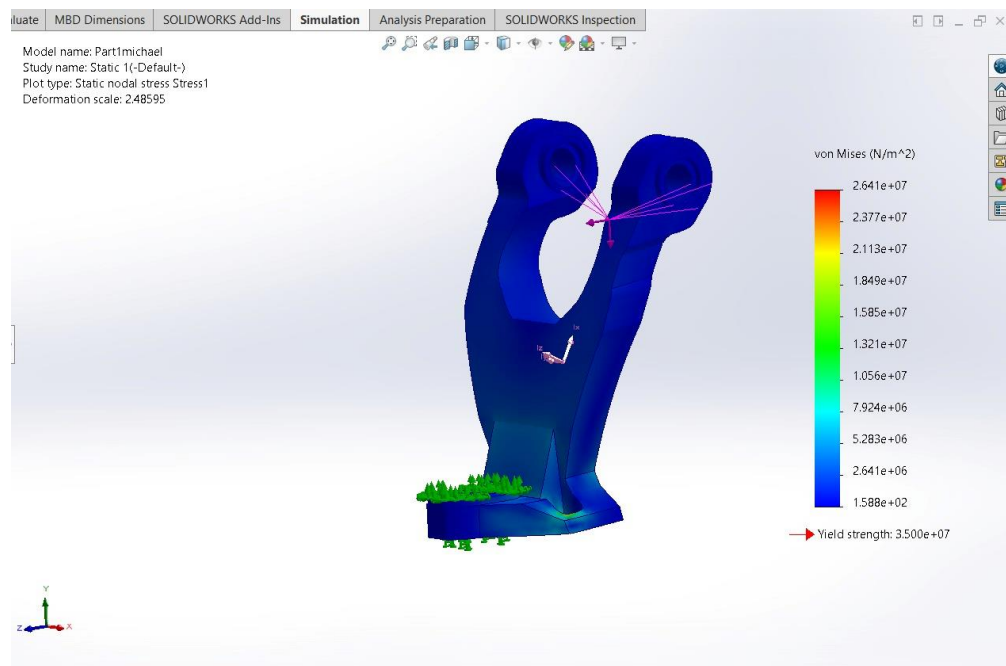 MBD Dimensions SOLIDWORKS Add-Ins Simulation Analysis Preparation SOLIDWORKS Inspection
Model name: Part1michael
Study name: Static 1(-Default-)
Plot type: Static nodal stress Stress1
Deformation scale: 2.48595
von Mises (N/m^2)
2.641e+07
2.377e+07
2.113e+07
1.849e+07
1.585e+07
1.321e+07
1.056e+07
7.924e+06
5.283e+06
2.641e+06
1.588e+02
Yield strength: 3.500e+07
Y
Z X